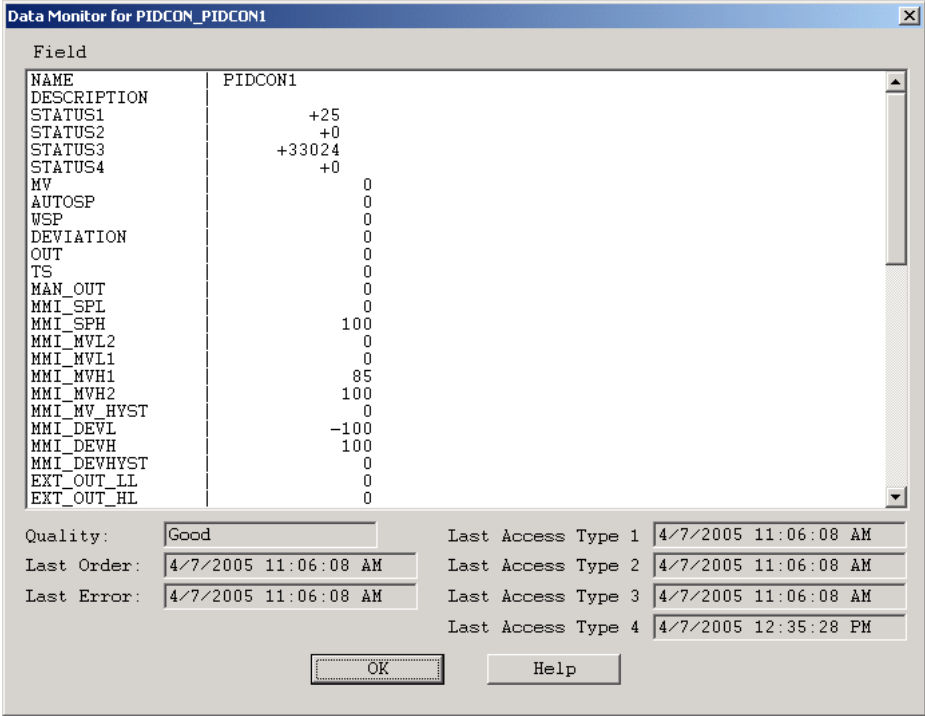 Data Monitor for PIDCON_PIDCON1
Field
NAME | PIDCON1
DESCRIPTION |
STATUS1 | +25
STATUS2 | +0
STATUS3 | +33024
STATUS4 | +0
MV | 0
AUTOSP | 0
WSP | 0
DEVIATION | 0
OUT | 0
TS | 0
MAN_OUT | 0
MMI_SPL | 0
MMI_SPH | 100
MMI_MVL2 | 0
MMI_MVL1 | 0
MMI_MVH1 | 85
MMI_MVH2 | 100
MMI_MV_HYST | 0
MMI_DEVL | -100
MMI_DEVH | 100
MMI_DEVHYST | 0
EXT_OUT_LL | 0
EXT_OUT_HL | 0
Quality: Good
Last Order: 4/7/2005 11:06:08 AM
Last Error: 4/7/2005 11:06:08 AM
Last Access Type 1 4/7/2005 11:06:08 AM
Last Access Type 2 4/7/2005 11:06:08 AM
Last Access Type 3 4/7/2005 11:06:08 AM
Last Access Type 4 4/7/2005 12:35:28 PM
OK Help